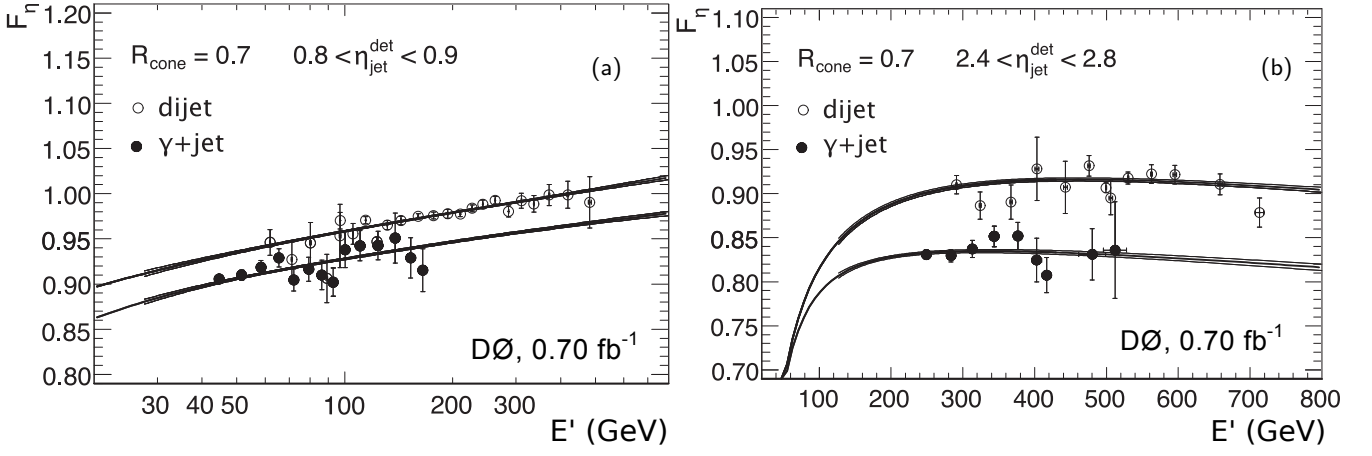 F_η
1.20
1.15
1.10
1.05
1.00
0.95
0.90
0.85
0.80
R_cone = 0.7 0.8 < η_jet^det < 0.9 (a)
dijet
γ+jet
DØ, 0.70 fb^-1
30 40 50 100 200 300
E' (GeV)
F_η
1.10
1.05
1.00
0.95
0.90
0.85
0.80
0.75
0.70
R_cone = 0.7 2.4 < η_jet^det < 2.8 (b)
dijet
γ+jet
DØ, 0.70 fb^-1
100 200 300 400 500 600 700 800
E' (GeV)